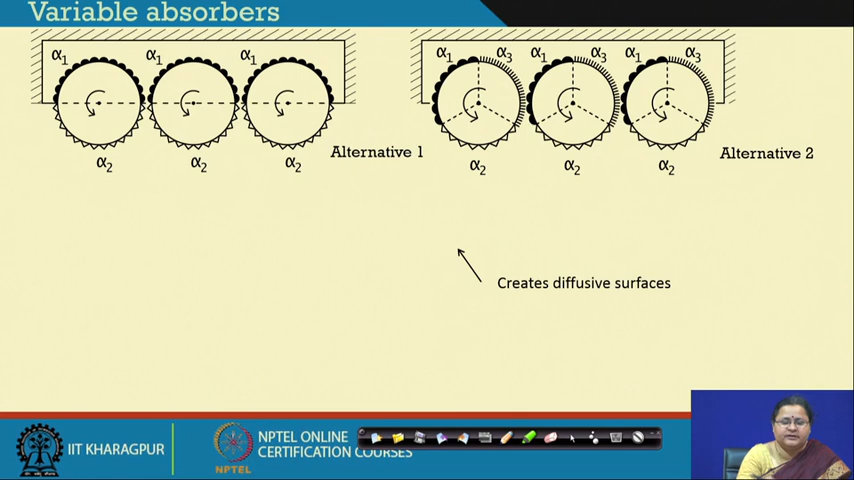 Variable absorbers
α1 α1 α1
α2 α2 α2
Alternative 1
α1 α3 α1 α3 α1 α3
α2 α2 α2
Alternative 2
Creates diffusive surfaces
IIT KHARAGPUR
NPTEL
NPTEL ONLINE
CERTIFICATION COURSES